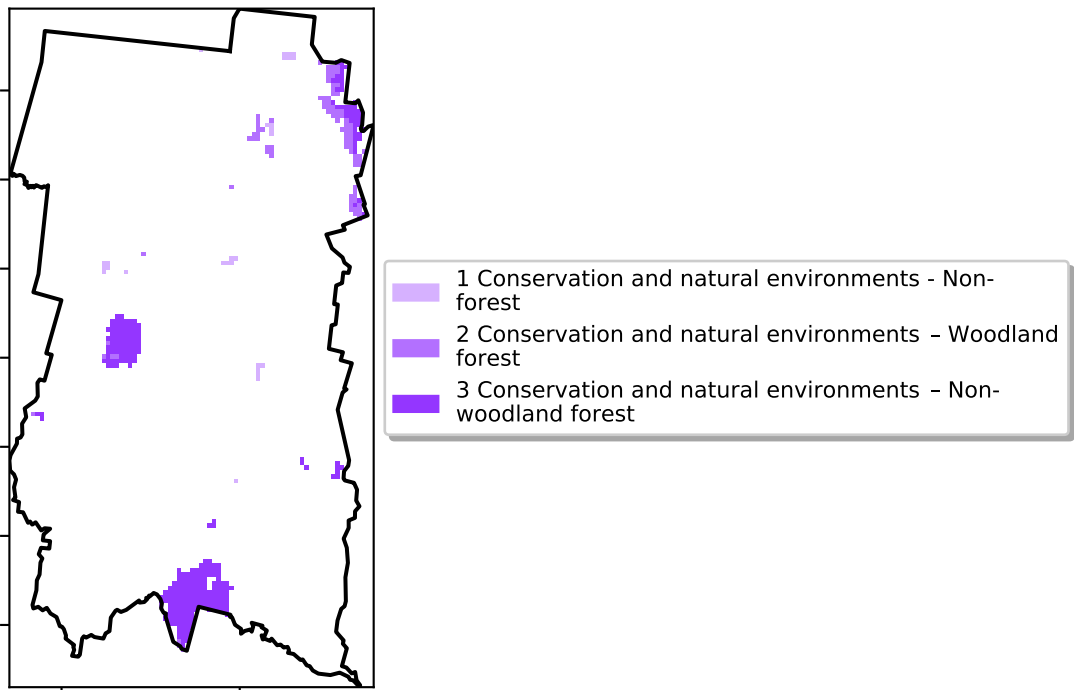 1 Conservation and natural environments - Non-
forest
2 Conservation and natural environments – Woodland
forest
3 Conservation and natural environments – Non-
woodland forest